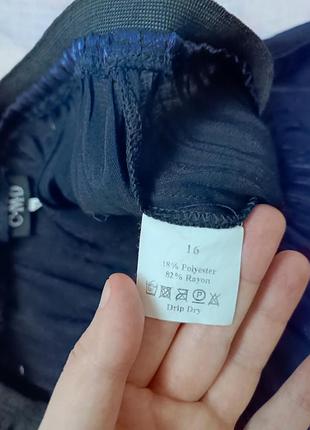 16
18% Polyester
82% Rayon
P
Drip Dry